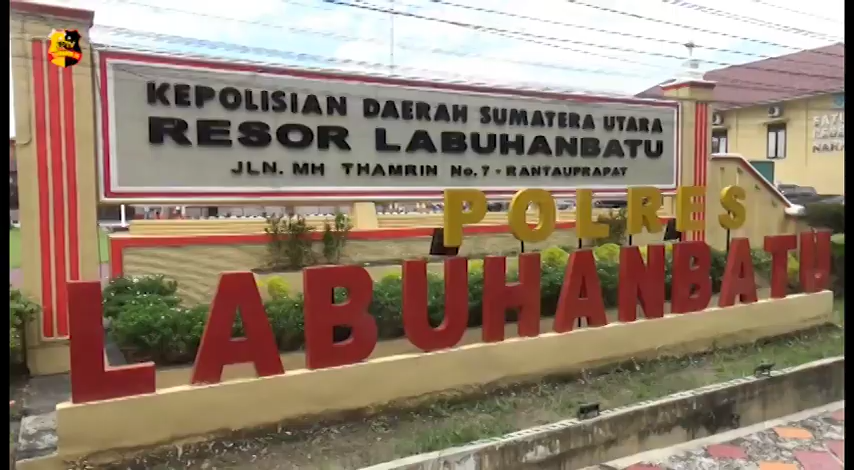 KEPOLISIAN DAERAH SUMATERA UTARA
RESOR LABUHANBATU
JLN. MH THAMRIN No. 7 - RANTAUPRAPAT
POLRES
LABUHANBATU